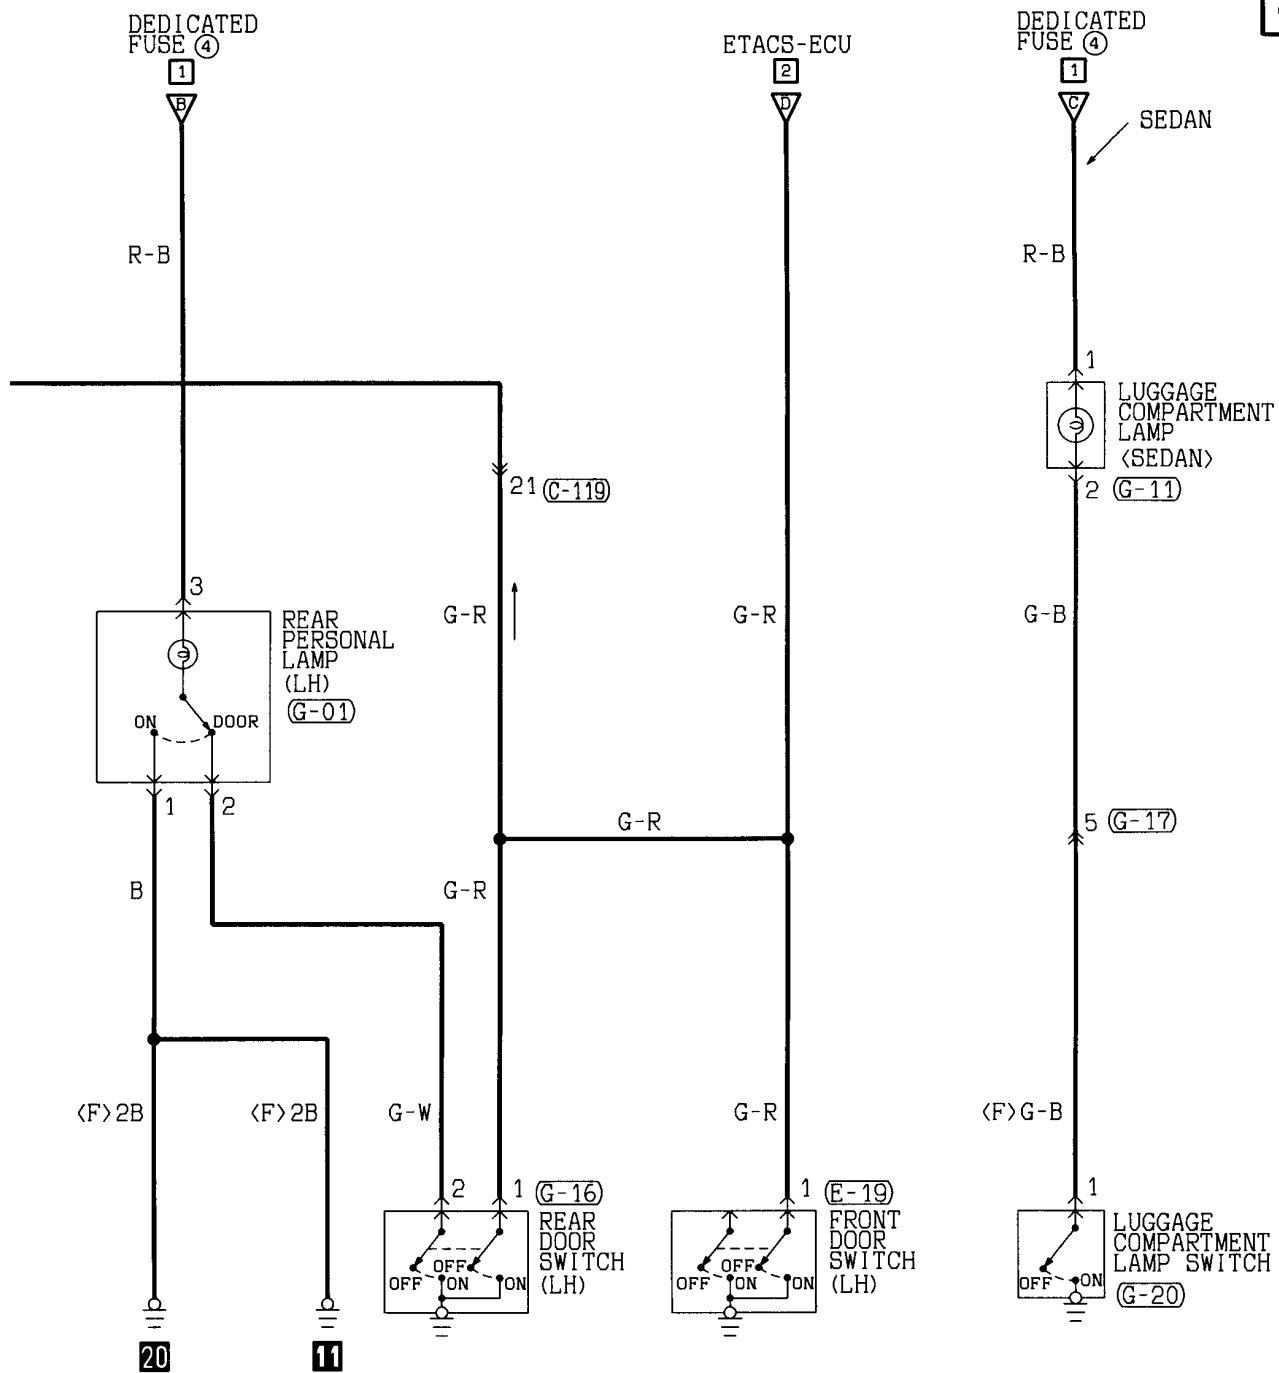 DEDICATED
FUSE ④
1
B
ETACS-ECU
2
D
DEDICATED
FUSE ④
1
C
SEDAN
R-B
R-B
1
LUGGAGE
COMPARTMENT
LAMP
<SEDAN>
2 (G-11)
21 (C-119)
3
REAR
PERSONAL
LAMP
(LH)
(G-01)
ON
DOOR
1
2
G-R
G-R
G-B
G-R
5 (G-17)
B
G-R
<F>2B
<F>2B
G-W
G-R
<F>G-B
2
1 (G-16)
REAR
DOOR
SWITCH
(LH)
OFF
ON
OFF
ON
1 (E-19)
FRONT
DOOR
SWITCH
(LH)
OFF
ON
OFF
ON
1
LUGGAGE
COMPARTMENT
LAMP SWITCH
(G-20)
OFF
ON
20
11